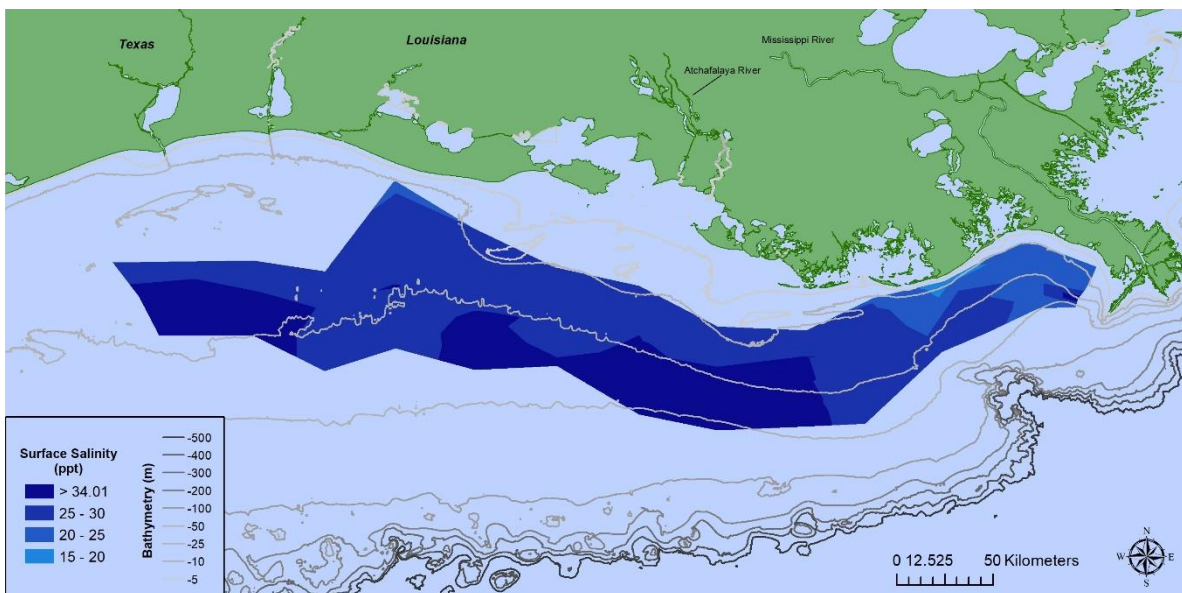 Texas
Louisiana
Mississippi River
Atchafalaya River
Surface Salinity
(ppt)
> 34.01
25 - 30
20 - 25
15 - 20
Bathymetry (m)
-500
-400
-300
-200
-100
-50
-25
-10
-5
0 12.525 50 Kilometers
N
W
E
S